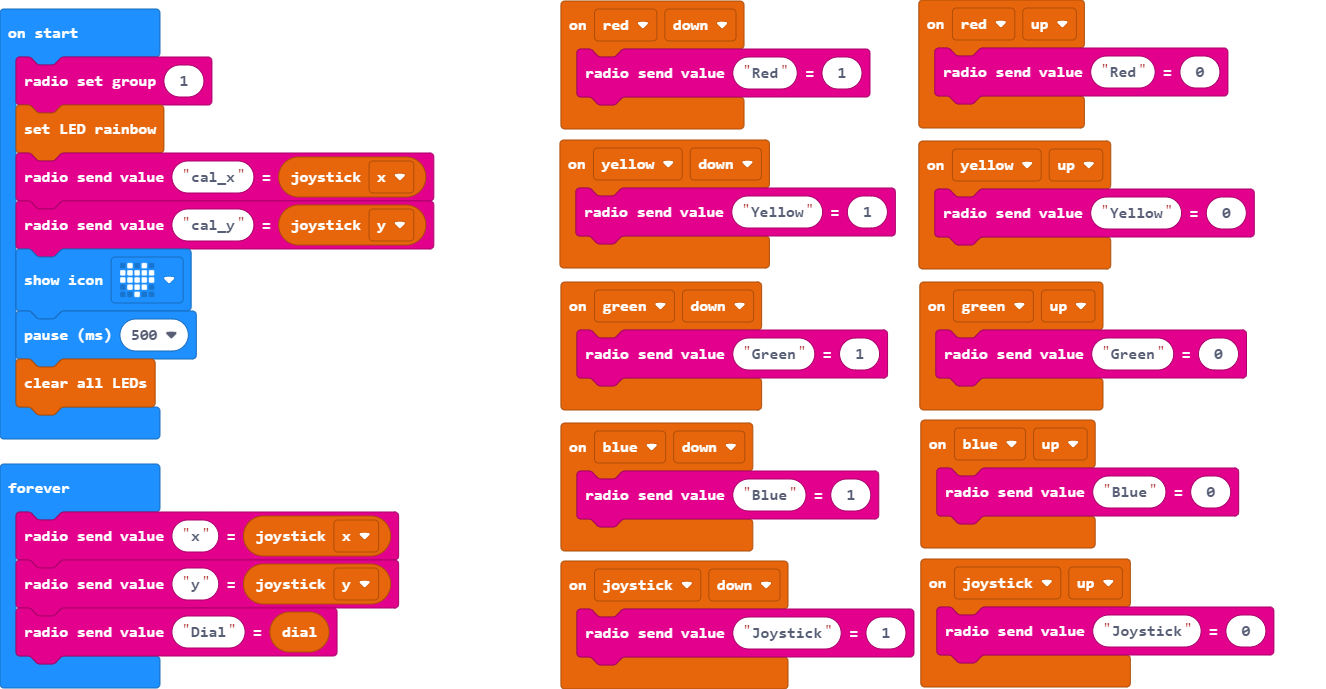 on start
radio set group 1
set LED rainbow
radio send value "cal_x" = joystick x
radio send value "cal_y" = joystick y
show icon
pause (ms) 500
clear all LEDs
forever
radio send value "x" = joystick x
radio send value "y" = joystick y
radio send value "Dial" = dial
on red down
radio send value "Red" = 1
on yellow down
radio send value "Yellow" = 1
on green down
radio send value "Green" = 1
on blue down
radio send value "Blue" = 1
on joystick down
radio send value "Joystick" = 1
on red up
radio send value "Red" = 0
on yellow up
radio send value "Yellow" = 0
on green up
radio send value "Green" = 0
on blue up
radio send value "Blue" = 0
on joystick up
radio send value "Joystick" = 0